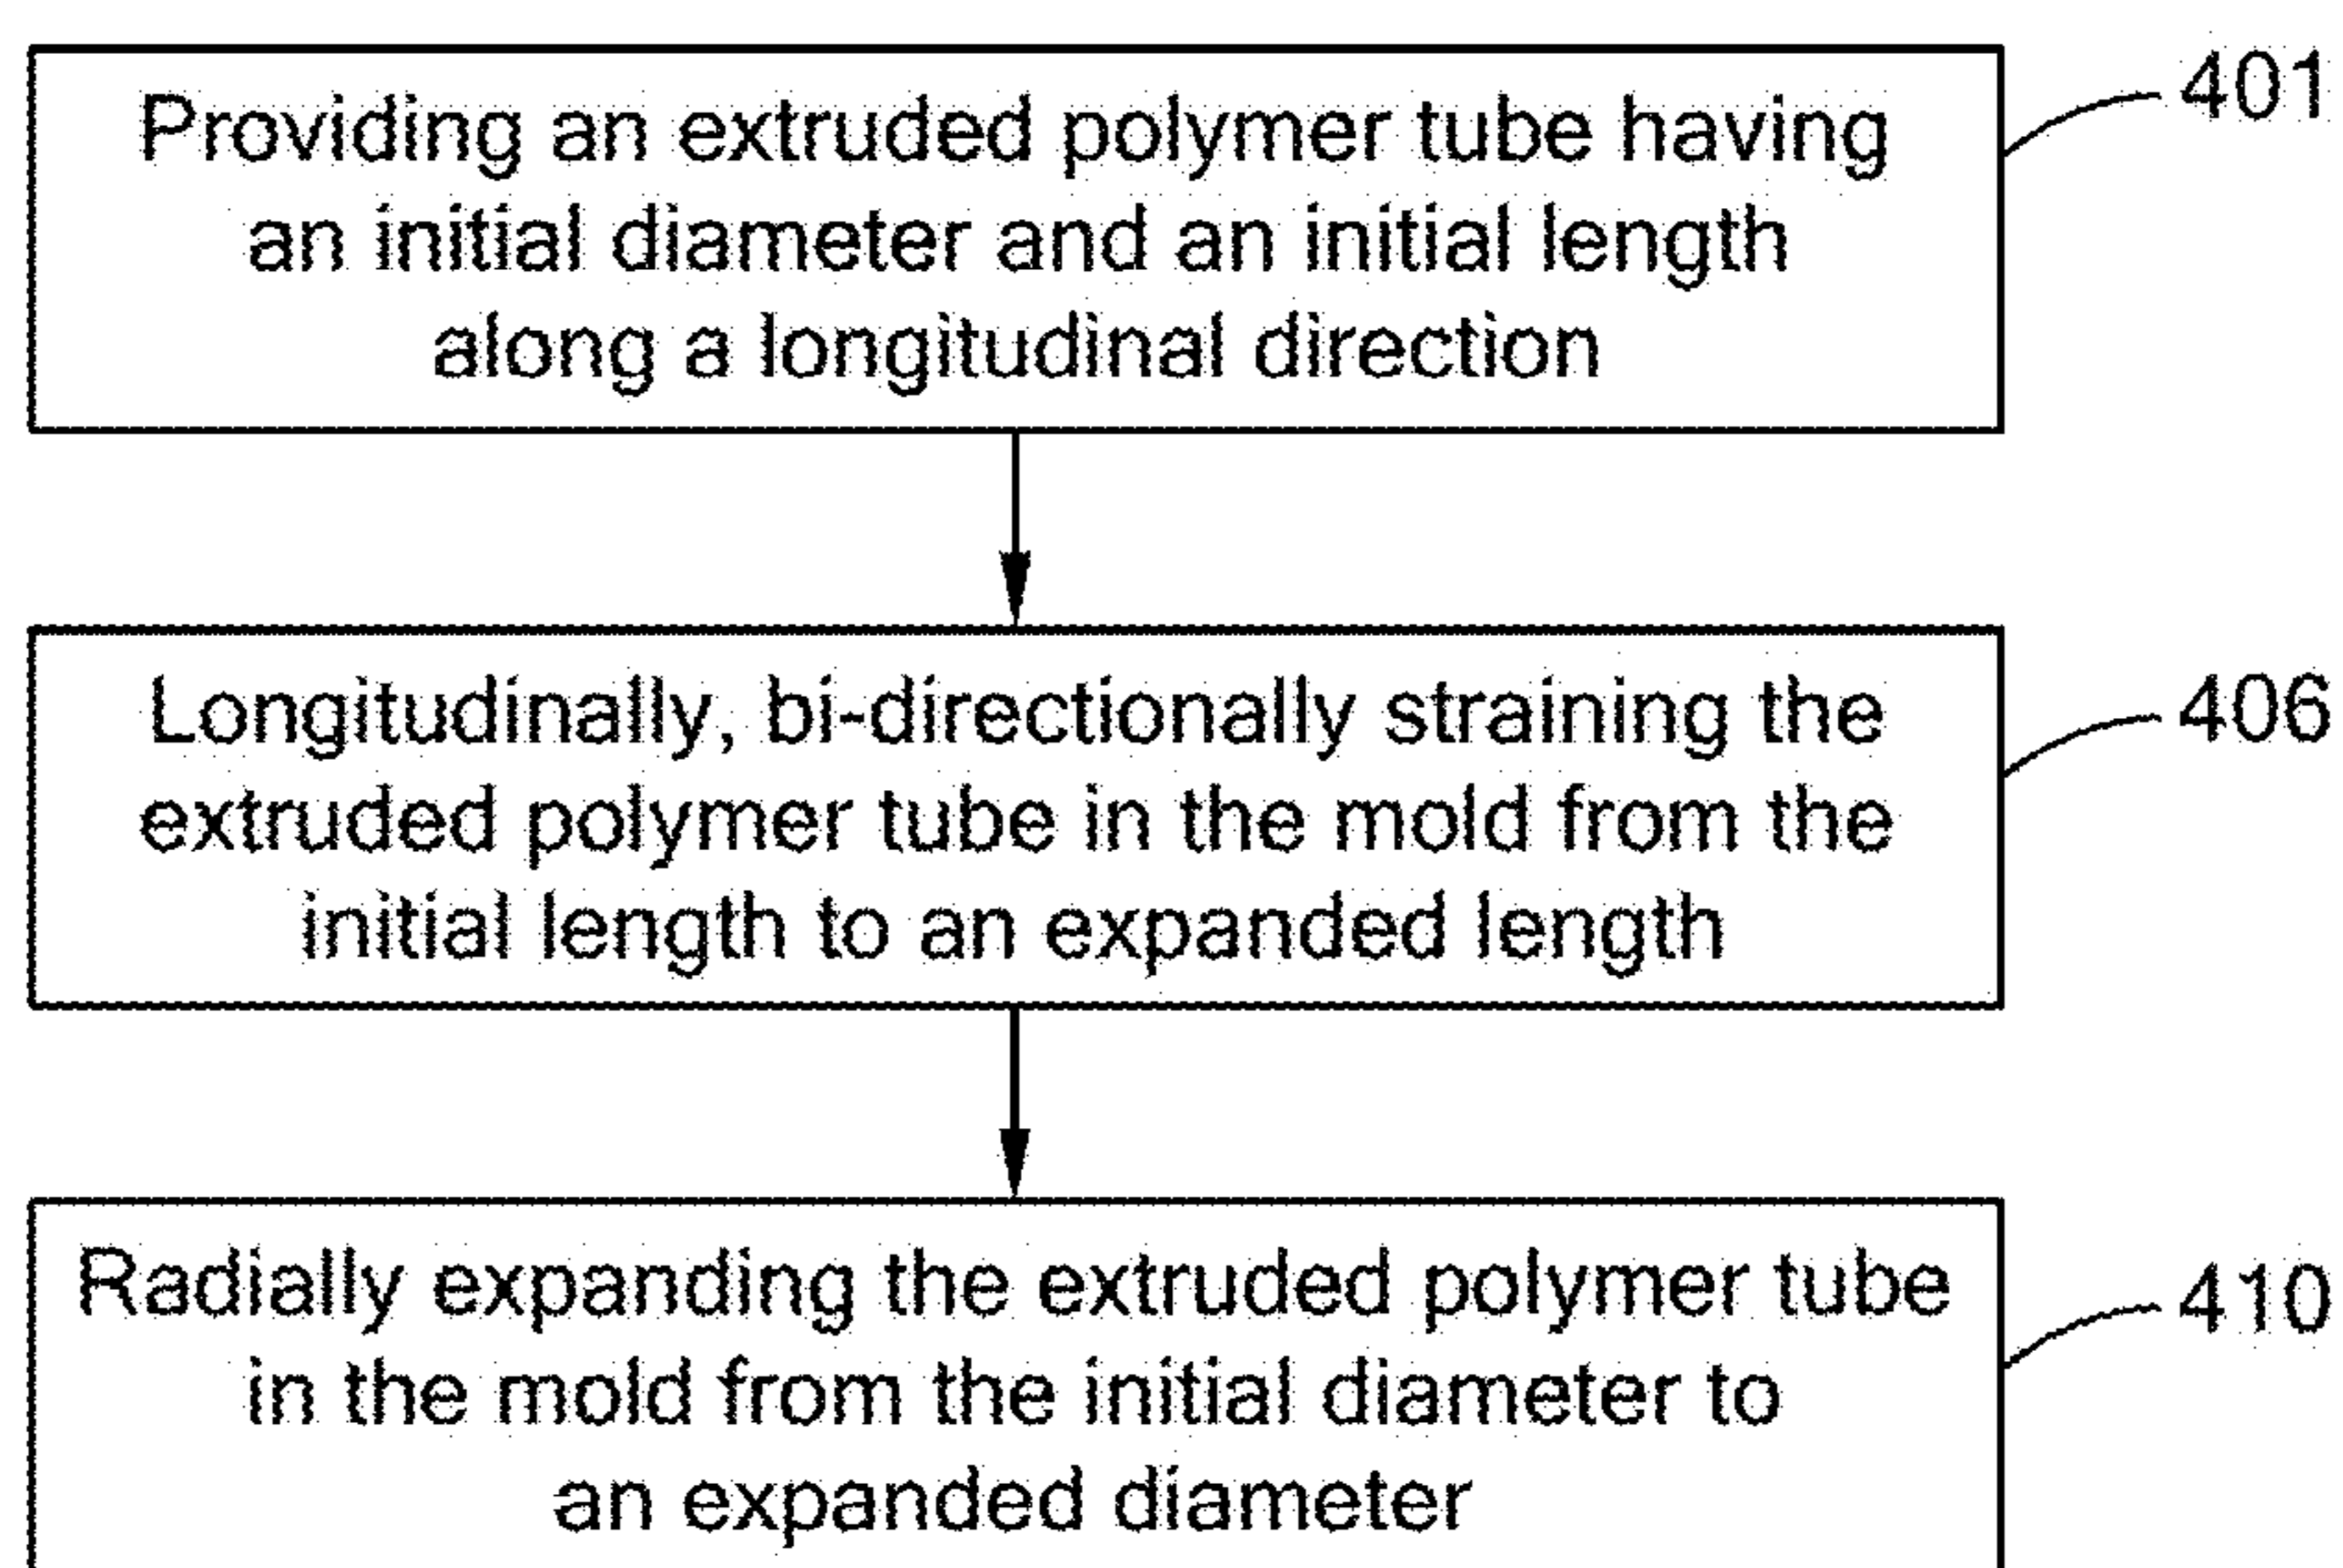 Providing an extruded polymer tube having
an initial diameter and an initial length
along a longitudinal direction
401
Longitudinally, bi-directionally straining the
extruded polymer tube in the mold from the
initial length to an expanded length
406
Radially expanding the extruded polymer tube
in the mold from the initial diameter to
an expanded diameter
410